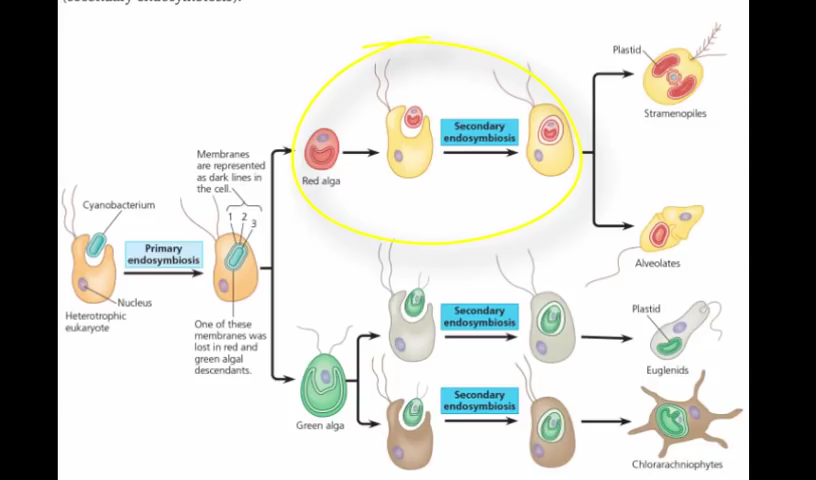 (secondary endosymbiosis).
Plastid
Stramenopiles
Secondary
endosymbiosis
Red alga
Membranes
are represented
as dark lines in
the cell.
1 2 3
Cyanobacterium
Primary
endosymbiosis
Nucleus
Heterotrophic
eukaryote
One of these
membranes was
lost in red and
green algal
descendants.
Alveolates
Secondary
endosymbiosis
Plastid
Euglenids
Green alga
Secondary
endosymbiosis
Chlorarachniophytes